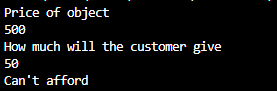 Price of object
500
How much will the customer give
50
Can't afford